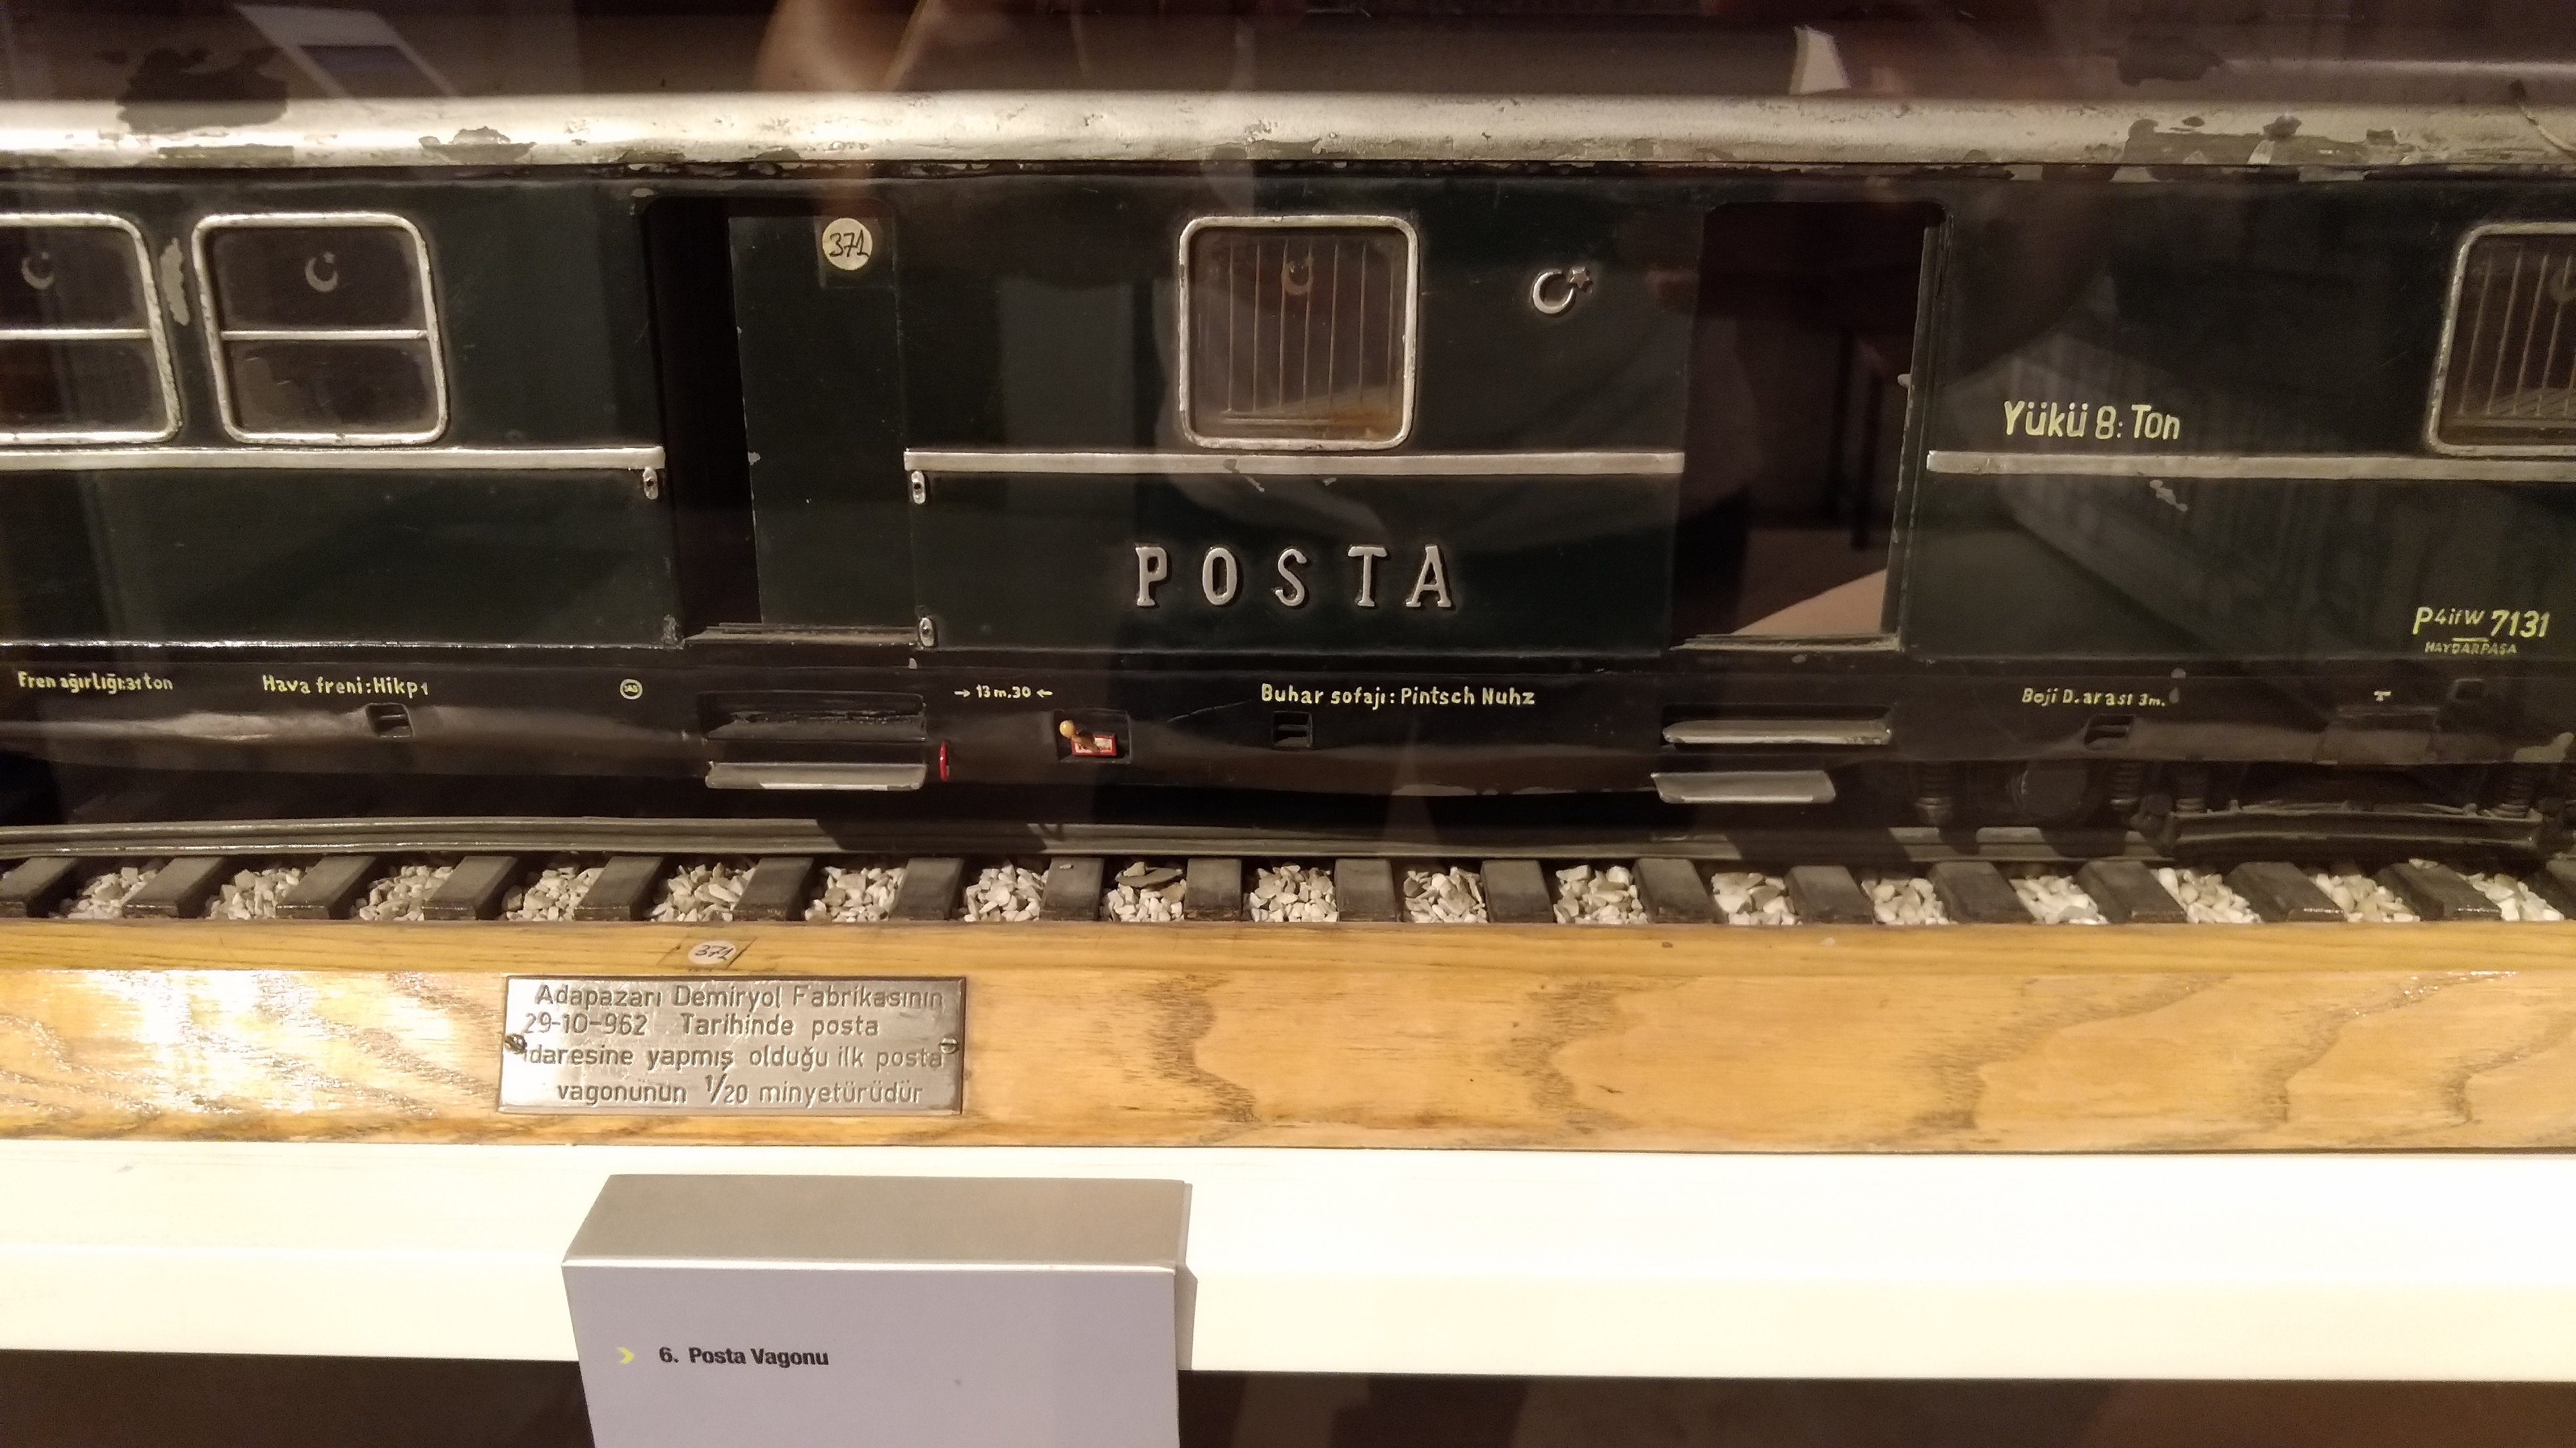 371
Yükü 8: Ton
POSTA
P4ifW 7131
HAYDARPAŞA
Fren ağırlığı:31 ton
Hava freni:Hikp1
→ 13 m.30 ←
Buhar sofajı: Pintsch Nuhz
Boji D. arası 3m.
371
Adapazarı Demiryol Fabrikasının
29-10-962 Tarihinde posta
idaresine yapmış olduğu ilk posta
vagonunun 1/20 minyetürüdür
6. Posta Vagonu